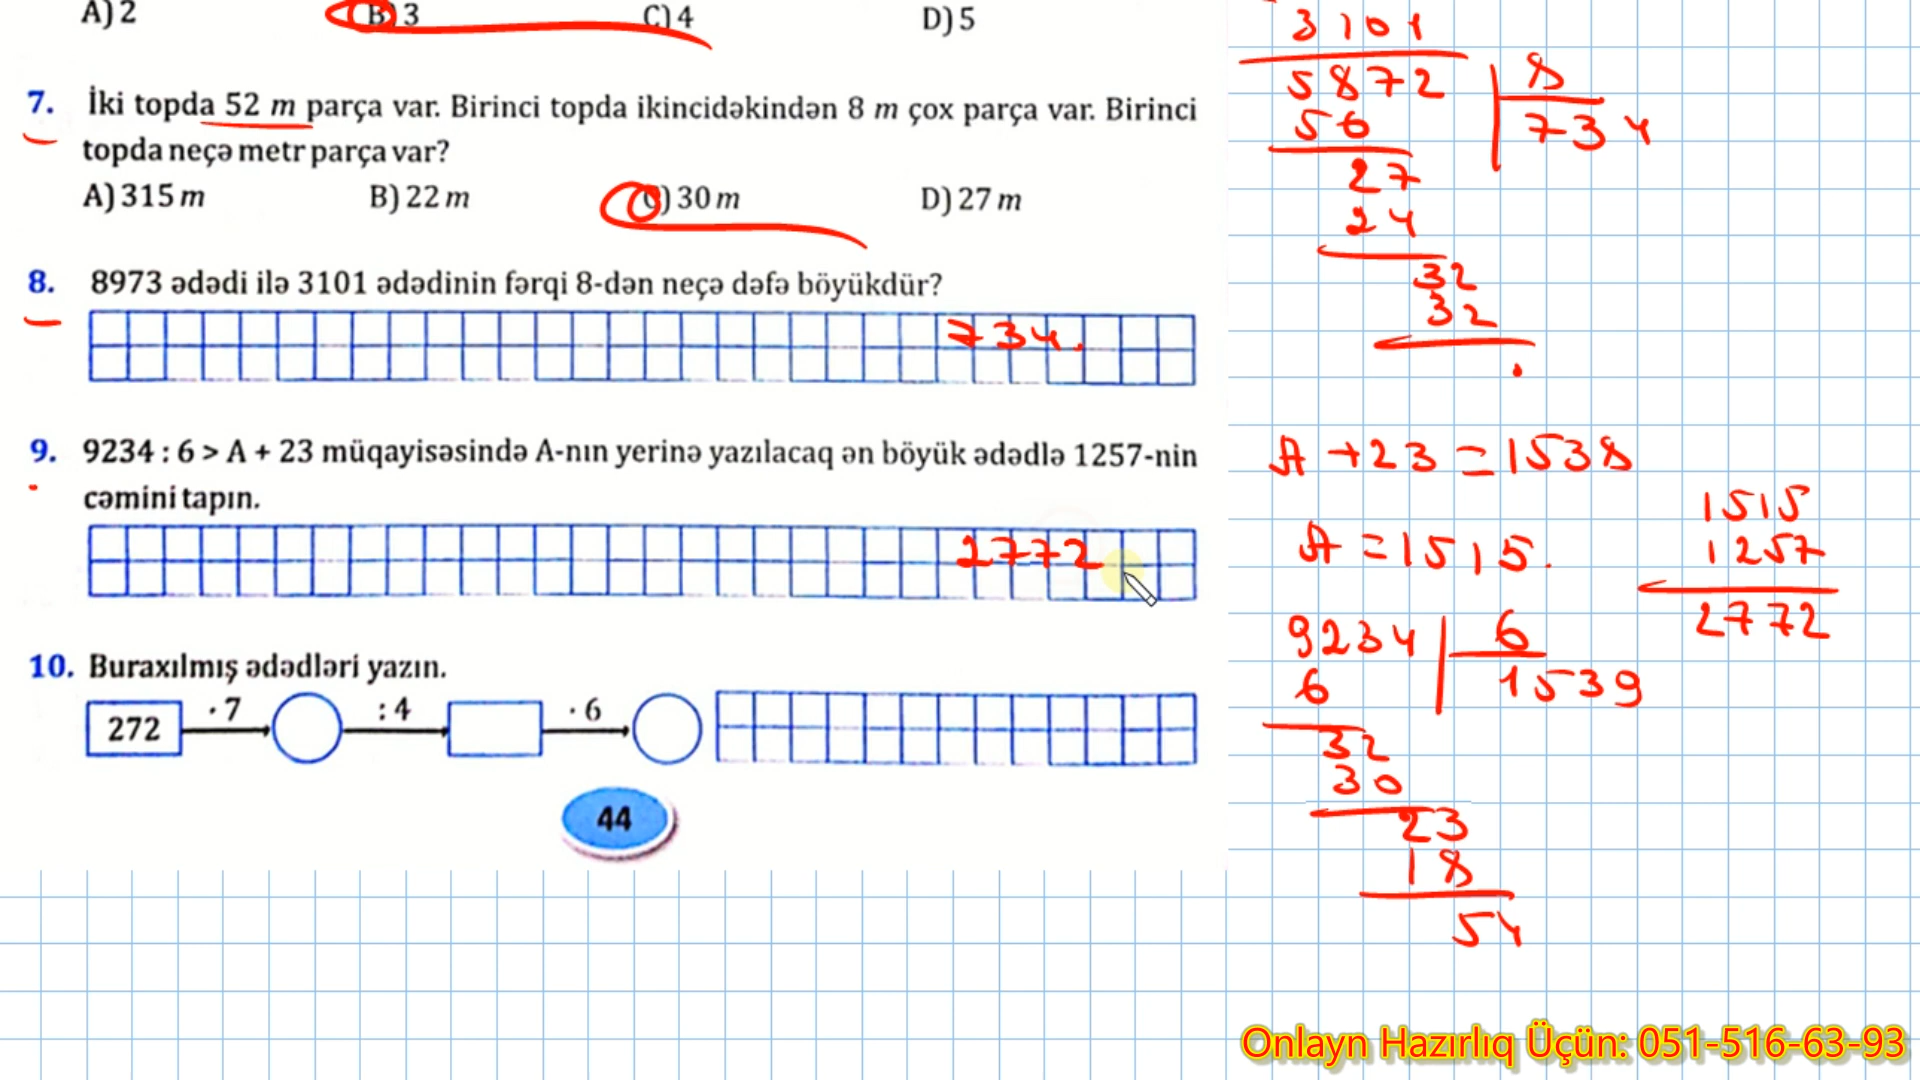 A) 2 B) 3 C) 4 D) 5
7. İki topda 52 m parça var. Birinci topda ikincidəkindən 8 m çox parça var. Birinci
topda neçə metr parça var?
A) 315 m B) 22 m C) 30 m D) 27 m
8. 8973 ədədi ilə 3101 ədədinin fərqi 8-dən neçə dəfə böyükdür?
734.
9. 9234 : 6 > A + 23 müqayisəsində A-nın yerinə yazılacaq ən böyük ədədlə 1257-nin
cəmini tapın.
2772
10. Buraxılmış ədədləri yazın.
272 · 7 : 4 · 6
44
3101
5872 8
56 734
27
24
32
32
A + 23 = 1538
A = 1515.
1515
1257
2772
9234 6
6 1539
32
30
23
18
54
Onlayn Hazırlıq Üçün: 051-516-63-93